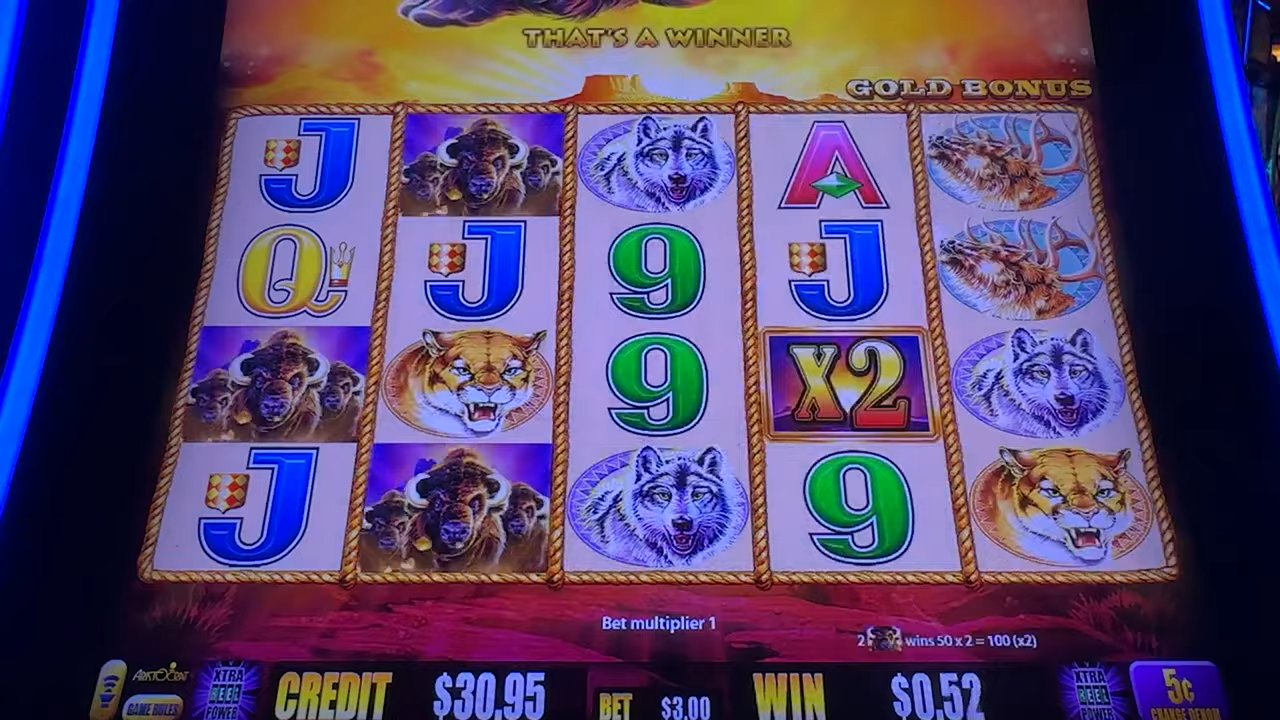 THAT'S A WINNER
GOLD BONUS
J A
J J
Q 9
9 X2
J 9
Bet multiplier 1
2 wins 50 x 2 = 100 (x2)
ARISTOCRAT
GAME RULES
XTRA REEL POWER
CREDIT $30.95
BET $3.00
WIN $0.52
XTRA REEL POWER
5¢
CHANGE DENOM